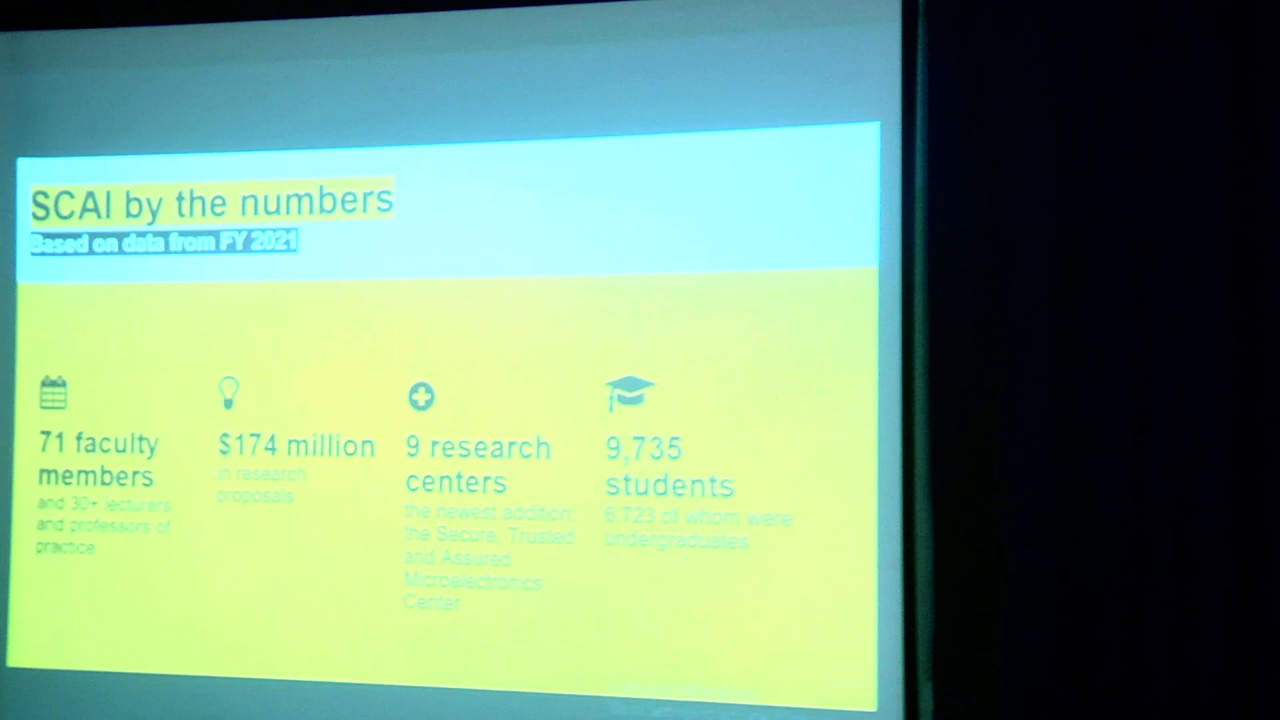 SCAI by the numbers
Based on data from FY 2021
71 faculty
members
and 30+ lecturers
and professors of
practice
$174 million
in research
proposals
9 research
centers
the newest addition:
the Secure, Trusted
and Assured
Microelectronics
Center
9,735
students
6,723 of whom were
undergraduates